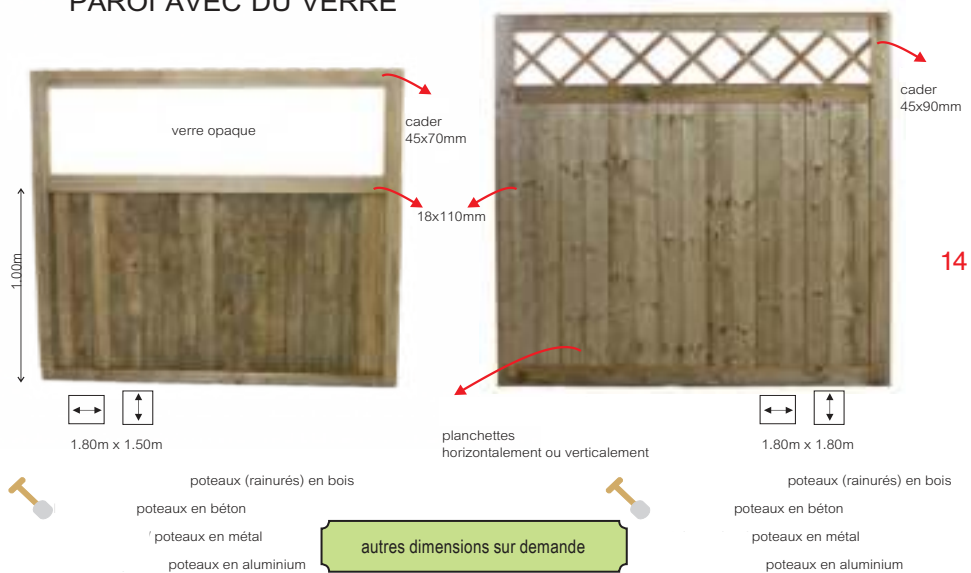 PAROI AVEC DU VERRE
verre opaque
cader
45x70mm
18x110mm
1.00m
1.80m x 1.50m
cader
45x90mm
14
planchettes
horizontalement ou verticalement
1.80m x 1.80m
poteaux (rainurés) en bois
poteaux en béton
poteaux en métal
poteaux en aluminium
autres dimensions sur demande
poteaux (rainurés) en bois
poteaux en béton
poteaux en métal
poteaux en aluminium